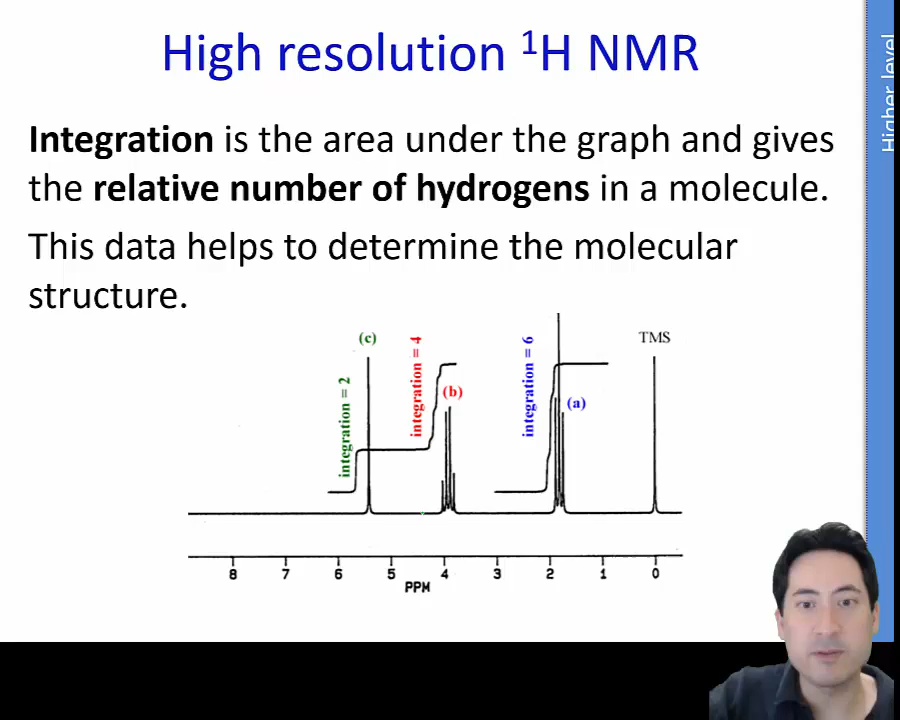 High resolution ¹H NMR
Higher level
Integration is the area under the graph and gives
the relative number of hydrogens in a molecule.
This data helps to determine the molecular
structure.
(c)
integration = 2
integration = 4
(b)
integration = 6
(a)
TMS
8 7 6 5 4 3 2 1 0
PPM